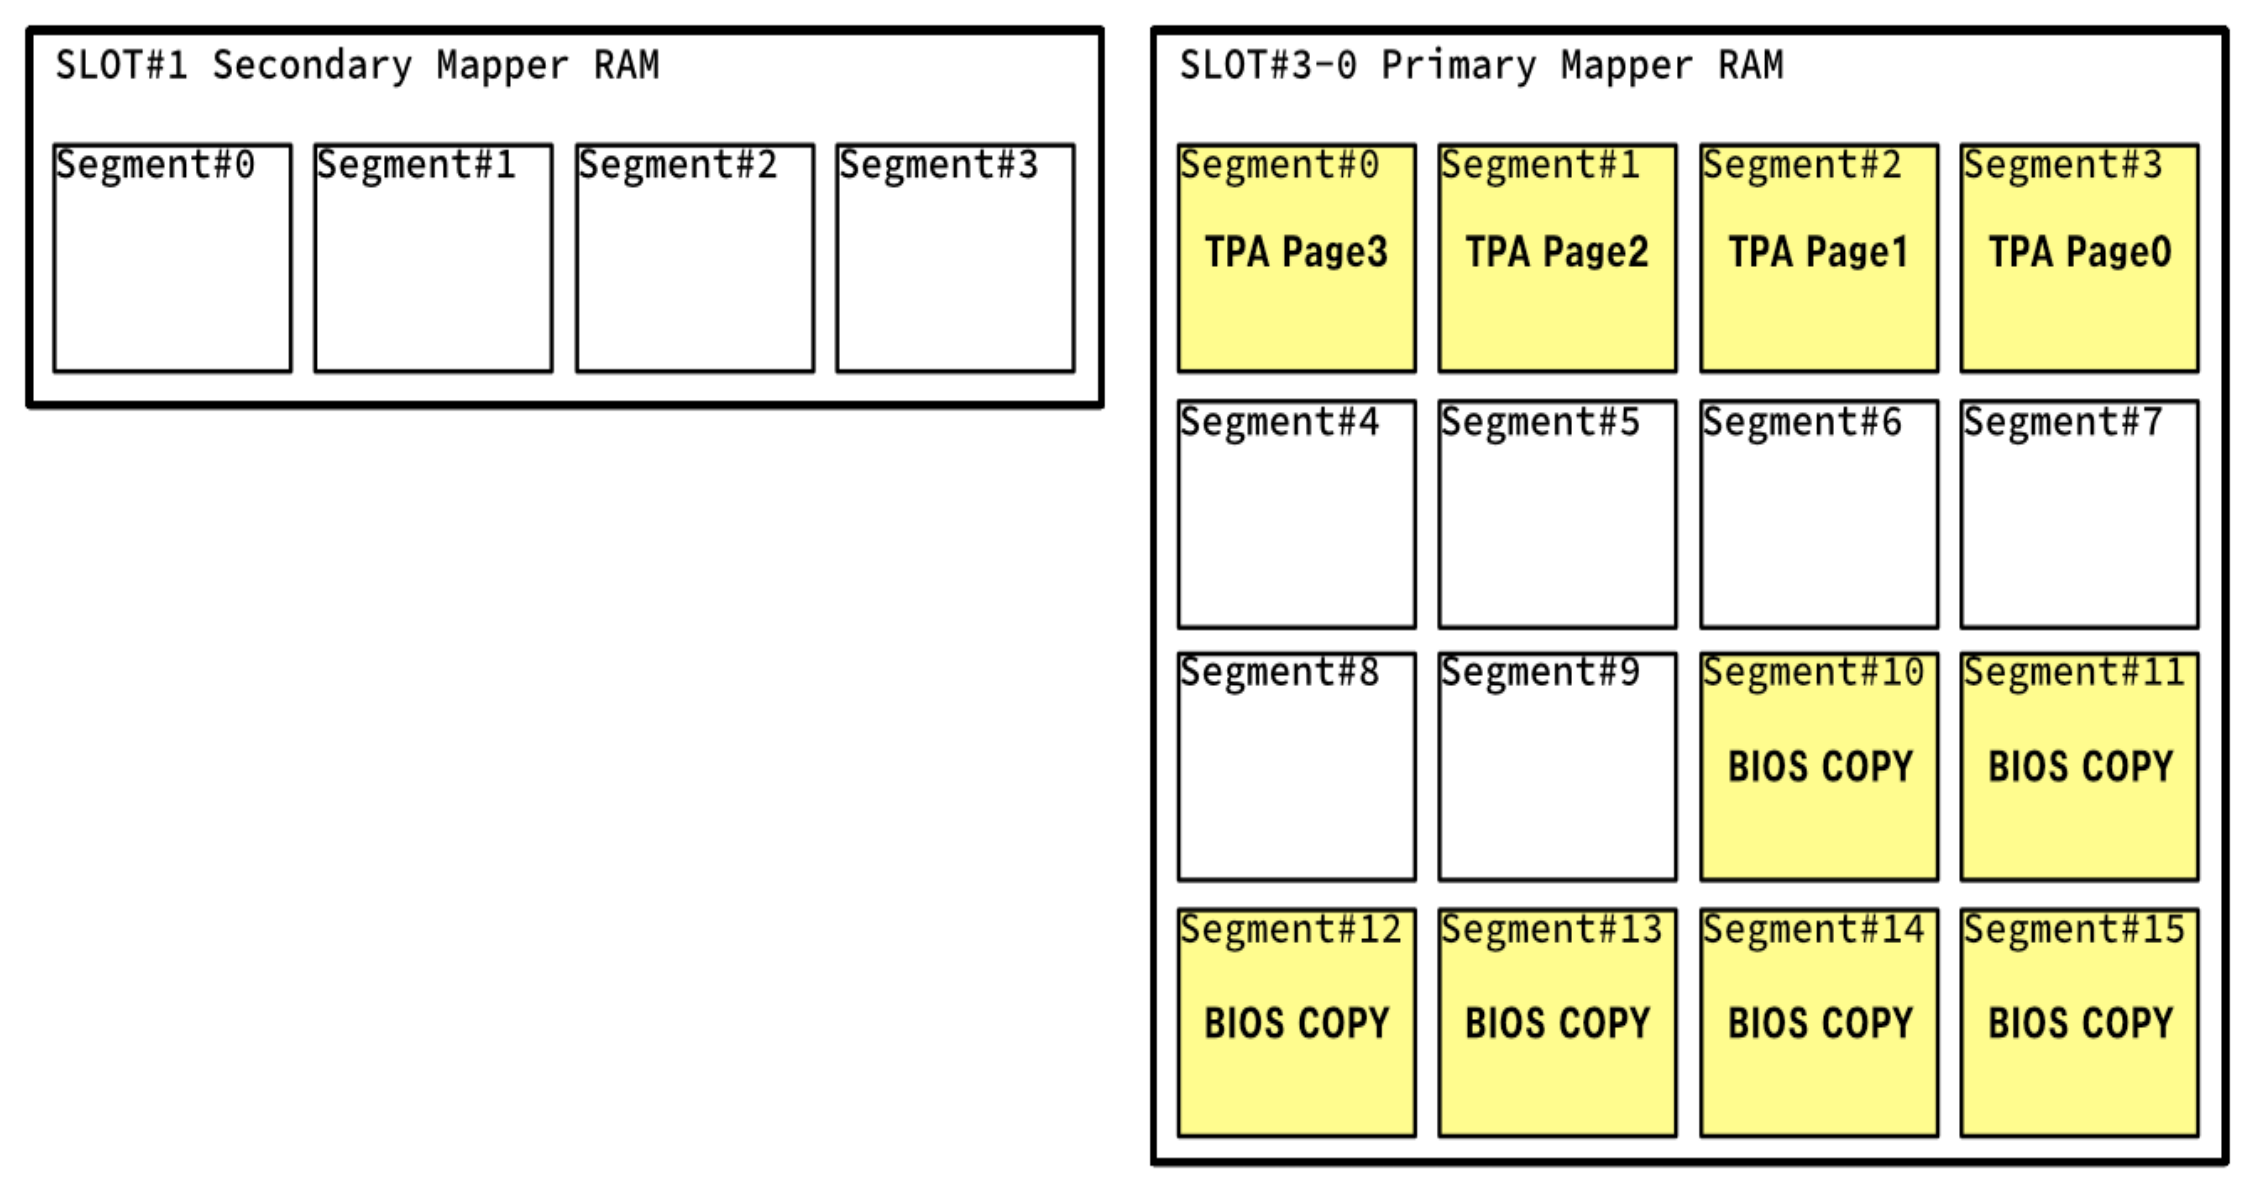 SLOT#1 Secondary Mapper RAM
Segment#0
Segment#1
Segment#2
Segment#3
SLOT#3-0 Primary Mapper RAM
Segment#0
TPA Page3
Segment#1
TPA Page2
Segment#2
TPA Page1
Segment#3
TPA Page0
Segment#4
Segment#5
Segment#6
Segment#7
Segment#8
Segment#9
Segment#10
BIOS COPY
Segment#11
BIOS COPY
Segment#12
BIOS COPY
Segment#13
BIOS COPY
Segment#14
BIOS COPY
Segment#15
BIOS COPY